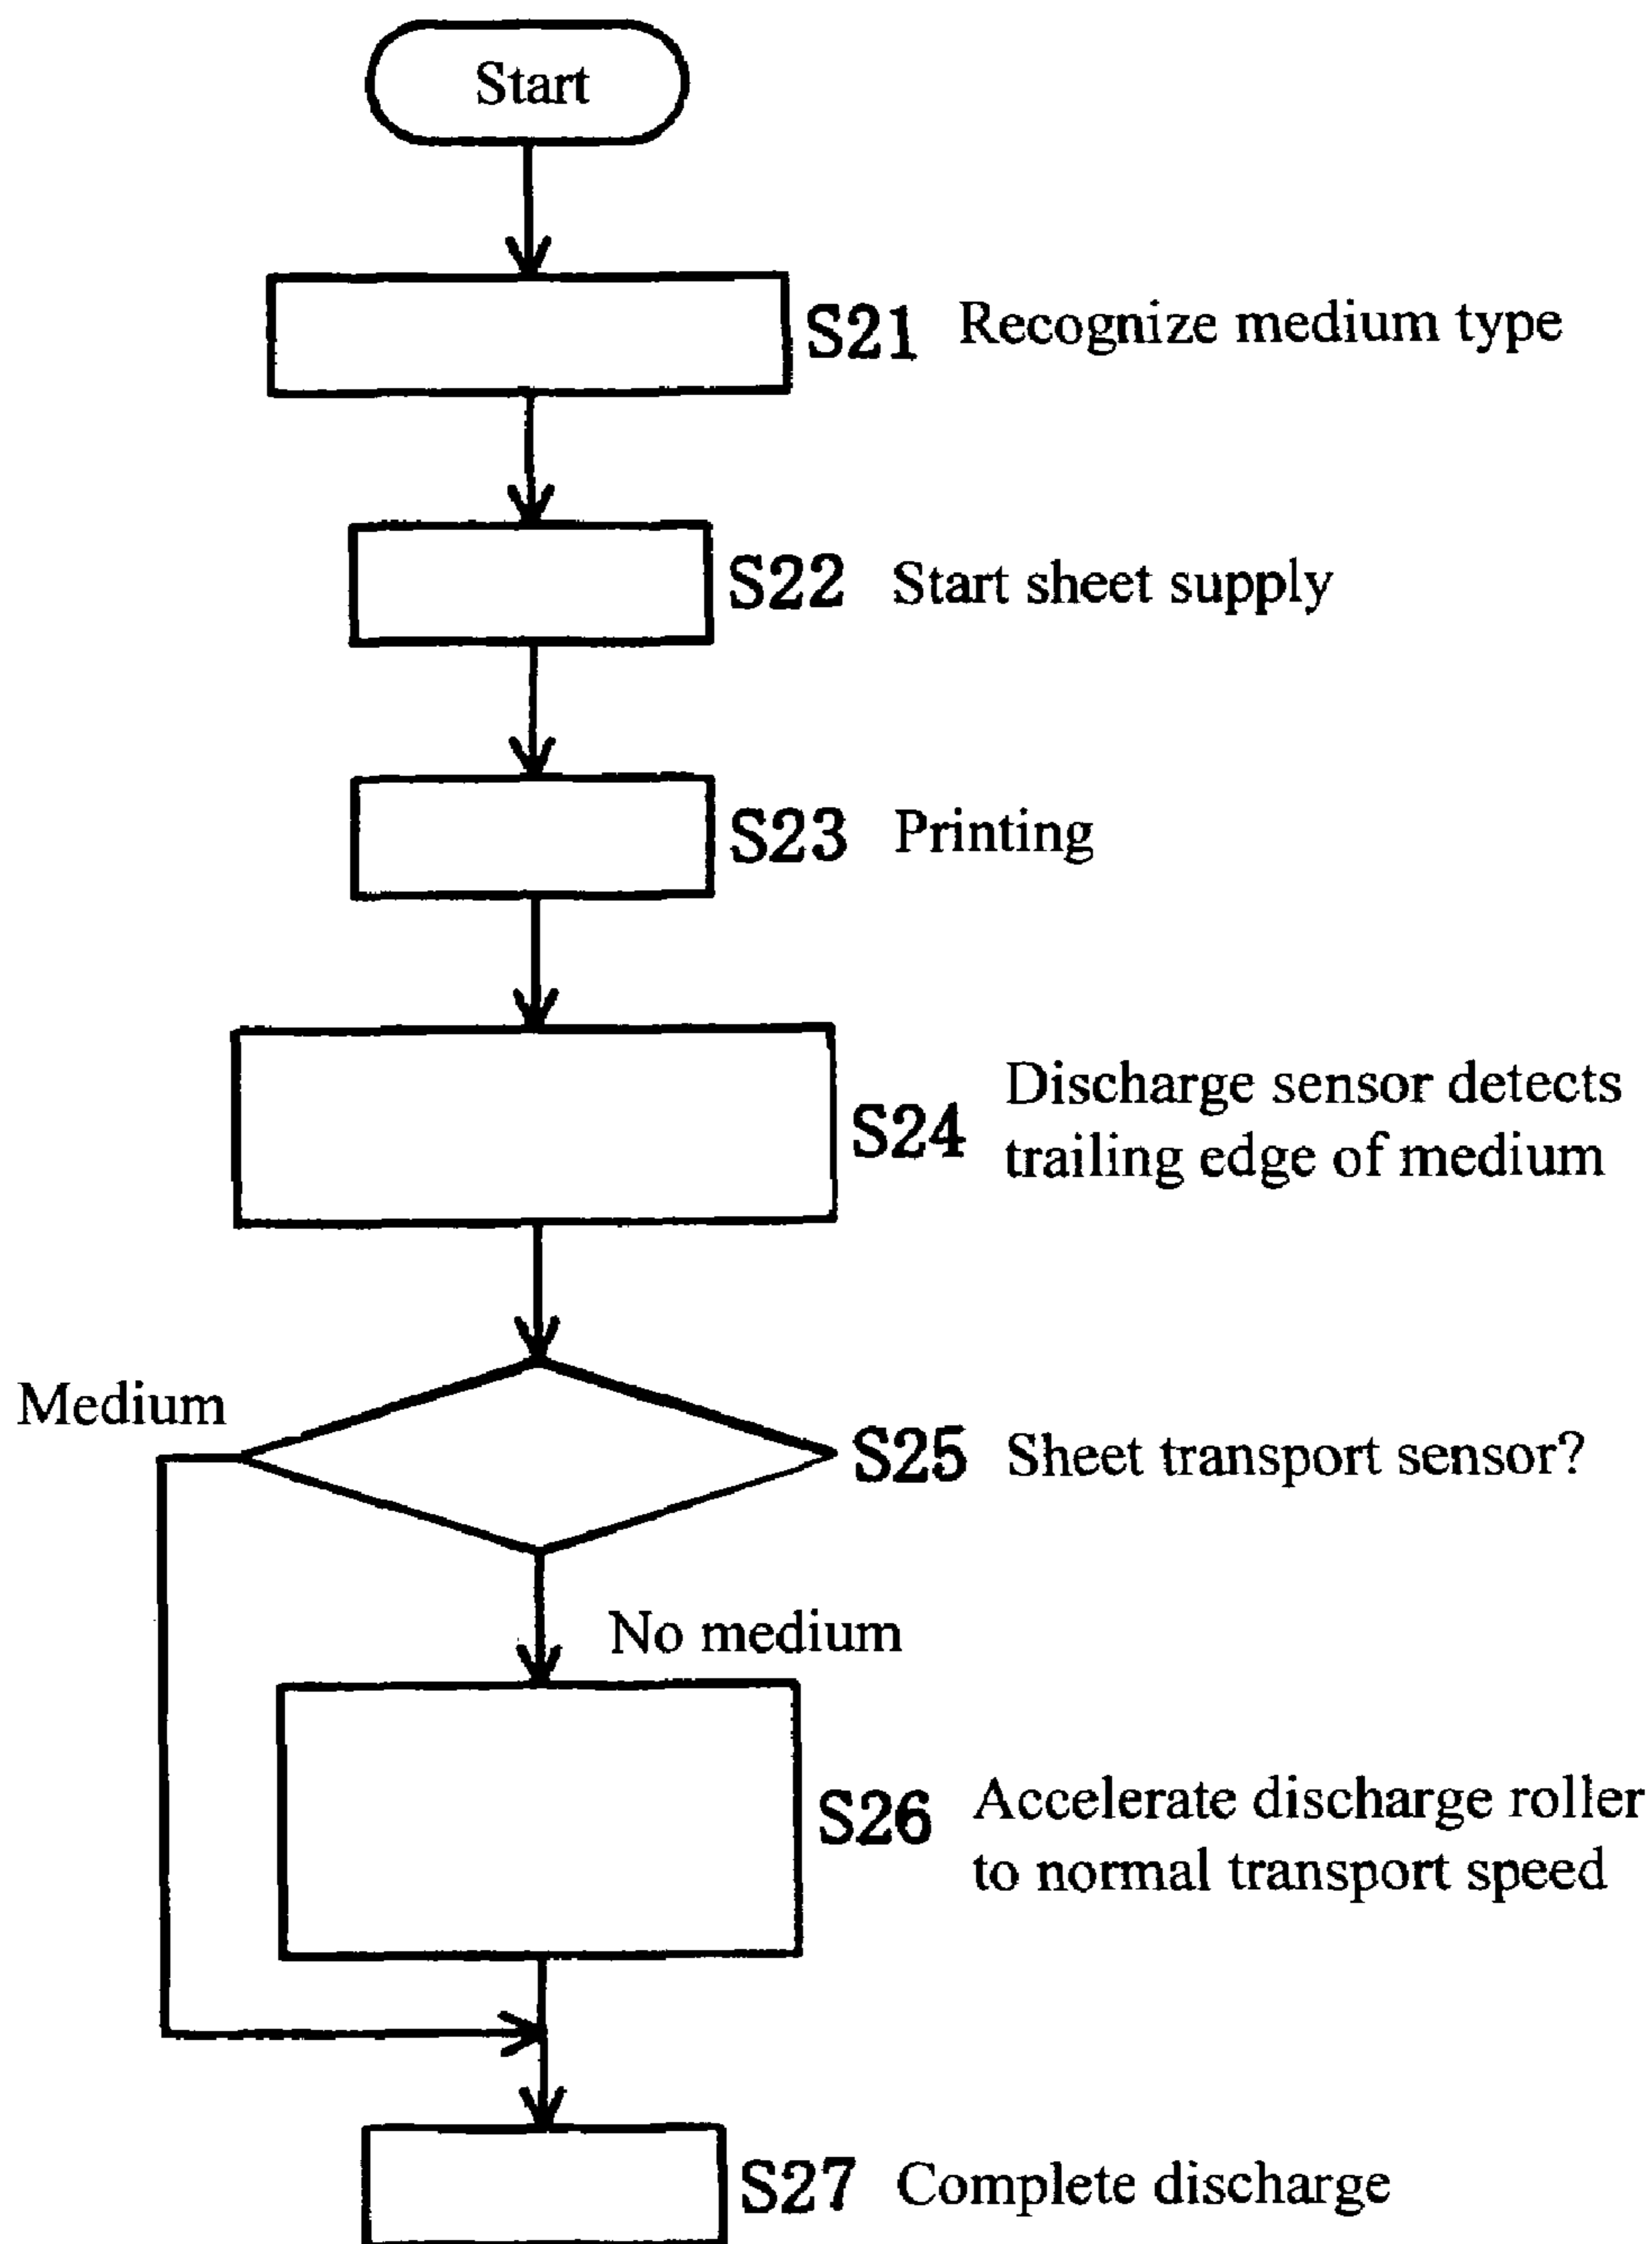 Start
S21 Recognize medium type
S22 Start sheet supply
S23 Printing
S24 Discharge sensor detects
trailing edge of medium
Medium
S25 Sheet transport sensor?
No medium
S26 Accelerate discharge roller
to normal transport speed
S27 Complete discharge